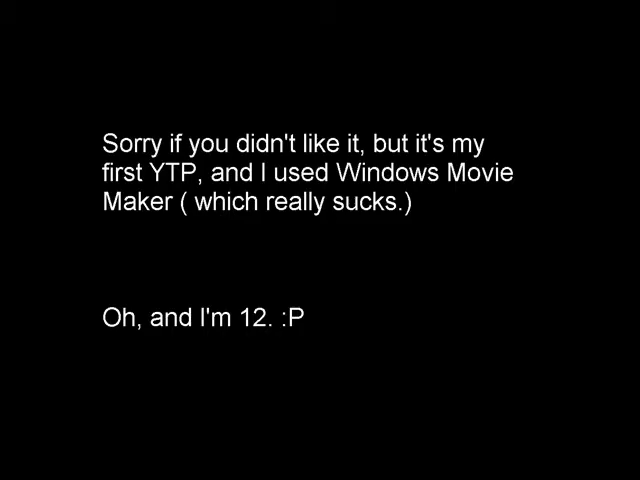 Sorry if you didn't like it, but it's my
first YTP, and I used Windows Movie
Maker ( which really sucks.)
Oh, and I'm 12. :P